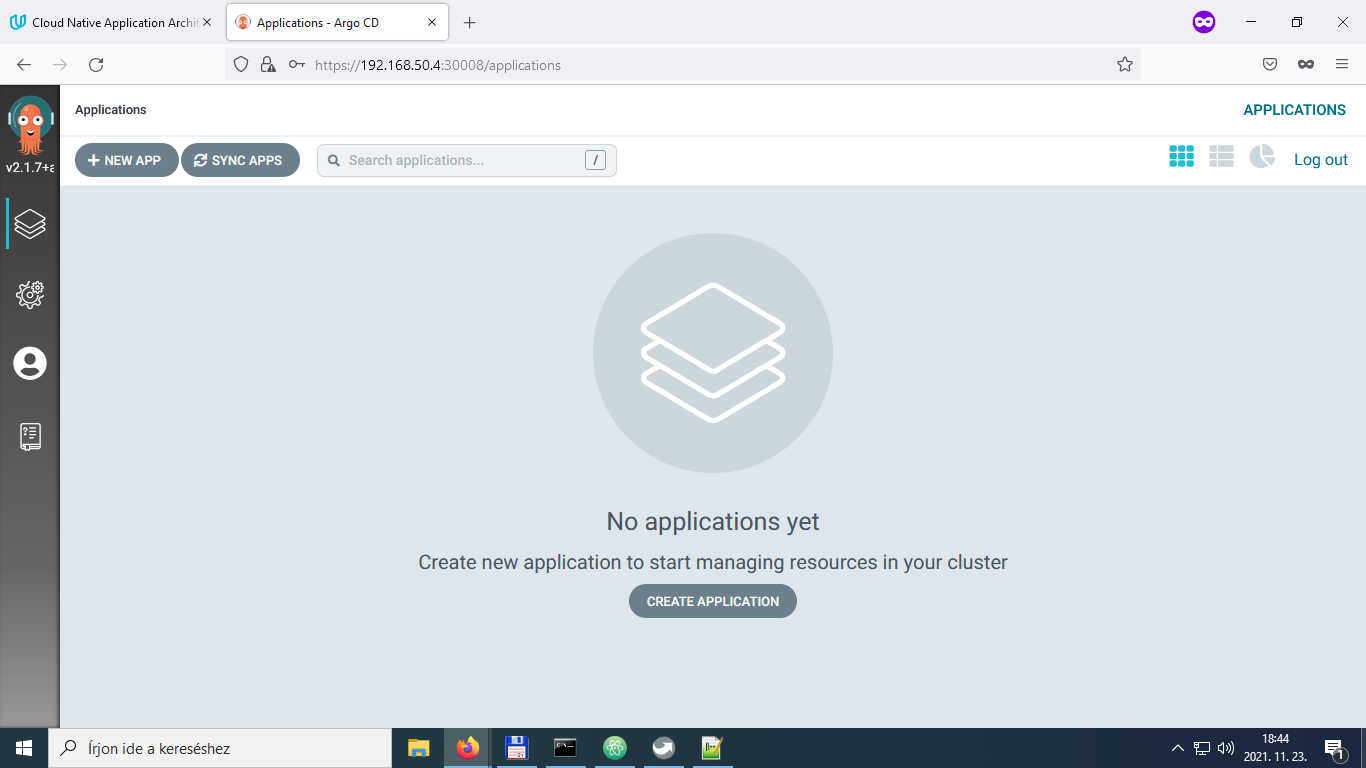 Cloud Native Application Archit
Applications - Argo CD
https://192.168.50.4:30008/applications
v2.1.7+a
Applications
APPLICATIONS
NEW APP
SYNC APPS
Search applications...
/
Log out
No applications yet
Create new application to start managing resources in your cluster
CREATE APPLICATION
Írjon ide a kereséshez
18:44
2021. 11. 23.
1